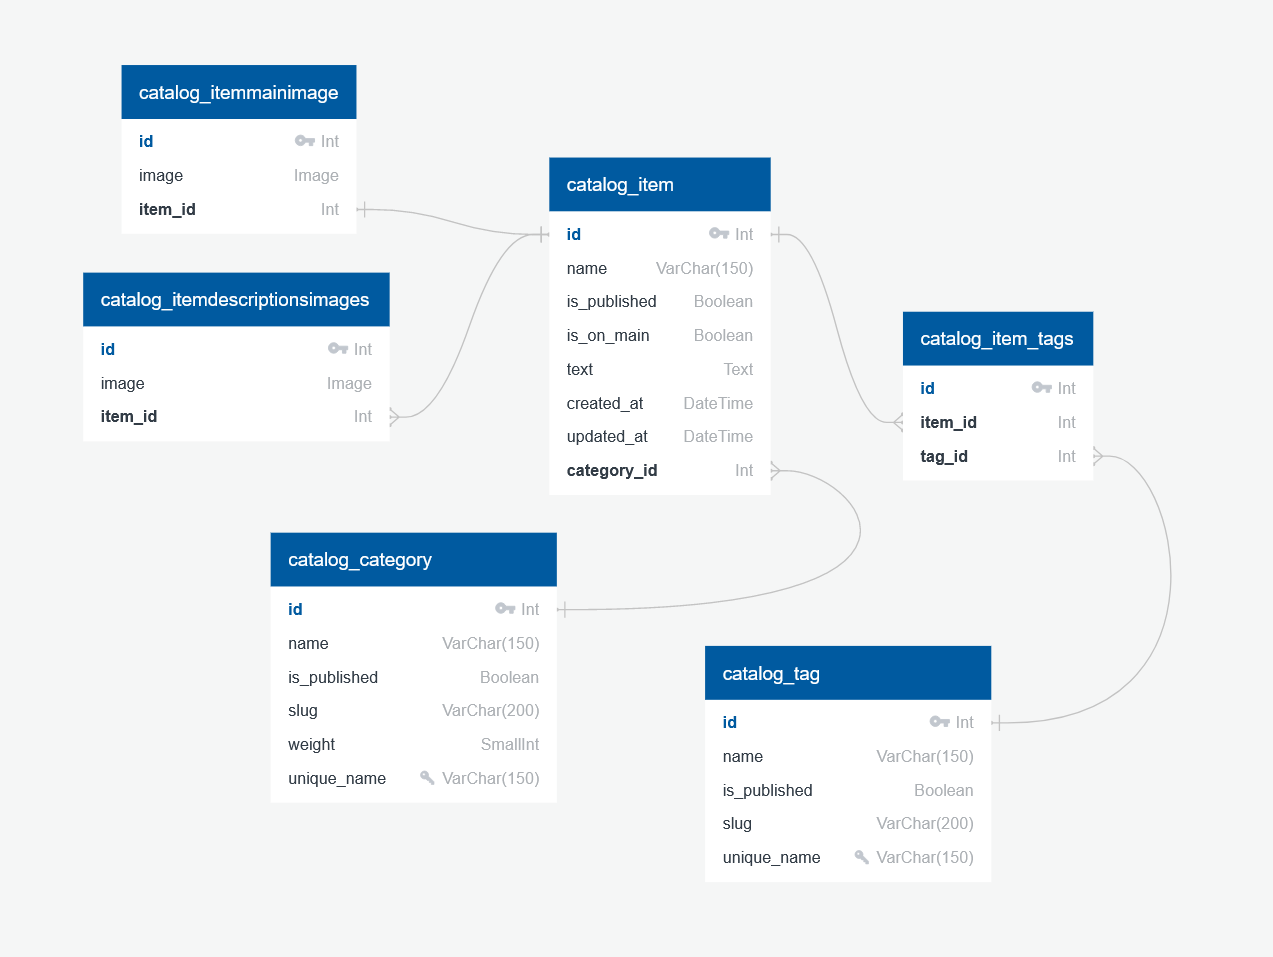 catalog_itemmainimage
id Int
image Image
item_id Int
catalog_itemdescriptionsimages
id Int
image Image
item_id Int
catalog_item
id Int
name VarChar(150)
is_published Boolean
is_on_main Boolean
text Text
created_at DateTime
updated_at DateTime
category_id Int
catalog_item_tags
id Int
item_id Int
tag_id Int
catalog_category
id Int
name VarChar(150)
is_published Boolean
slug VarChar(200)
weight SmallInt
unique_name VarChar(150)
catalog_tag
id Int
name VarChar(150)
is_published Boolean
slug VarChar(200)
unique_name VarChar(150)